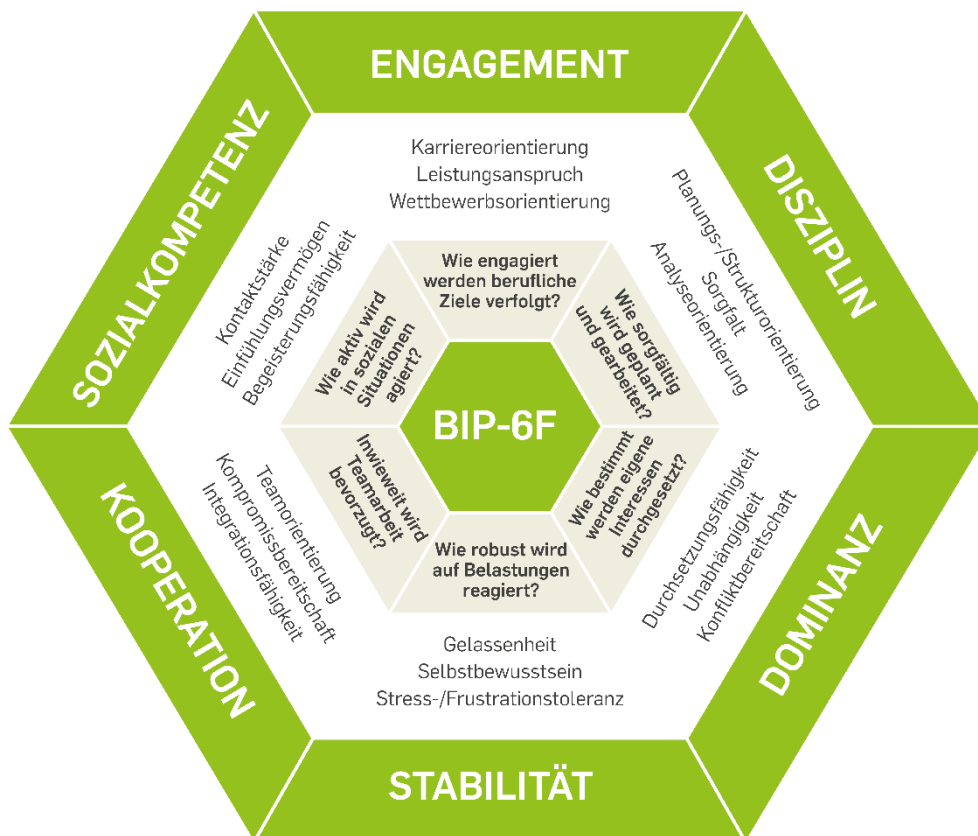 ENGAGEMENT
Karriereorientierung
Leistungsanspruch
Wettbewerbsorientierung
Wie engagiert
werden berufliche
Ziele verfolgt?
DISZIPLIN
Planungs-/Strukturorientierung
Sorgfalt
Analyseorientierung
Wie sorgfältig
wird geplant
und gearbeitet?
DOMINANZ
Durchsetzungsfähigkeit
Unabhängigkeit
Konfliktbereitschaft
Wie bestimmt
werden eigene
Interessen
durchgesetzt?
STABILITÄT
Gelassenheit
Selbstbewusstsein
Stress-/Frustrationstoleranz
Wie robust wird
auf Belastungen
reagiert?
KOOPERATION
Teamorientierung
Kompromissbereitschaft
Integrationsfähigkeit
Inwieweit wird
Teamarbeit
bevorzugt?
SOZIALKOMPETENZ
Kontaktstärke
Einfühlungsvermögen
Begeisterungsfähigkeit
Wie aktiv wird
in sozialen
Situationen
agiert?
BIP-6F